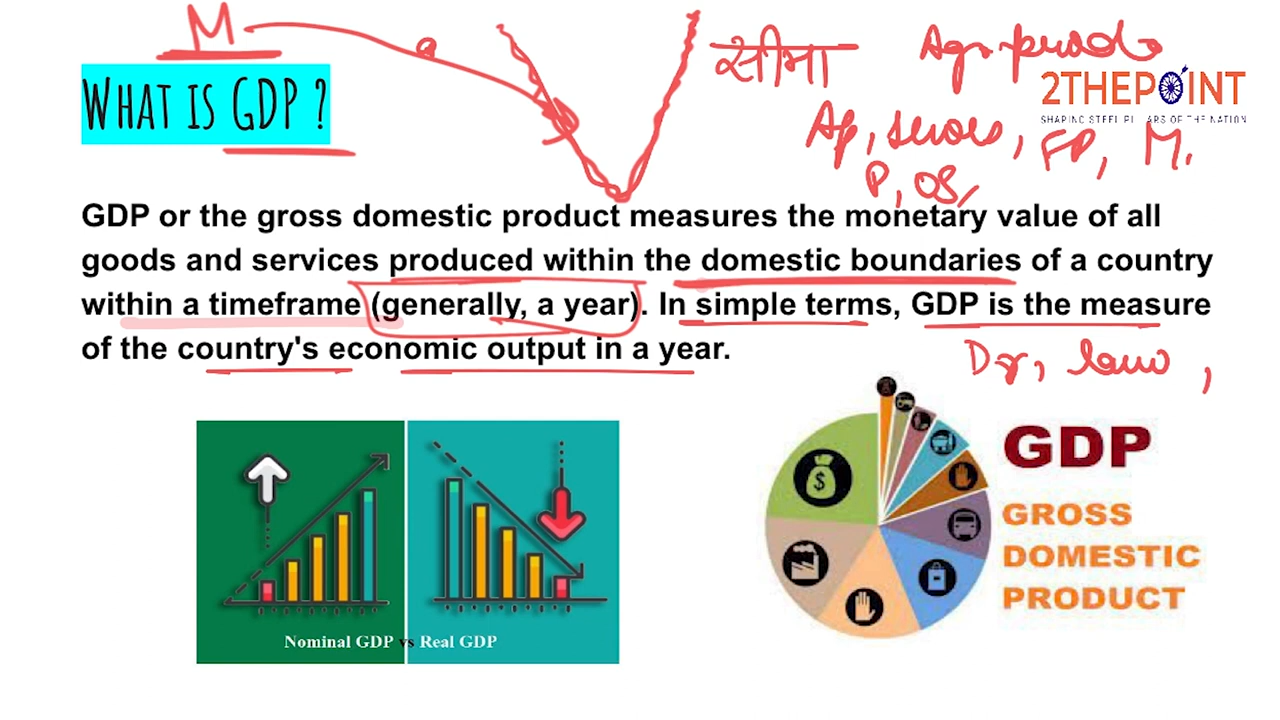 M
सीमा
WHAT IS GDP ?
2THEPOINT
SHAPING STEEL PILLARS OF THE NATION
FP, M.
P, OS,
GDP or the gross domestic product measures the monetary value of all
goods and services produced within the domestic boundaries of a country
within a timeframe (generally, a year). In simple terms, GDP is the measure
of the country's economic output in a year.
GDP
GROSS
DOMESTIC
PRODUCT
$
Nominal GDP vs Real GDP